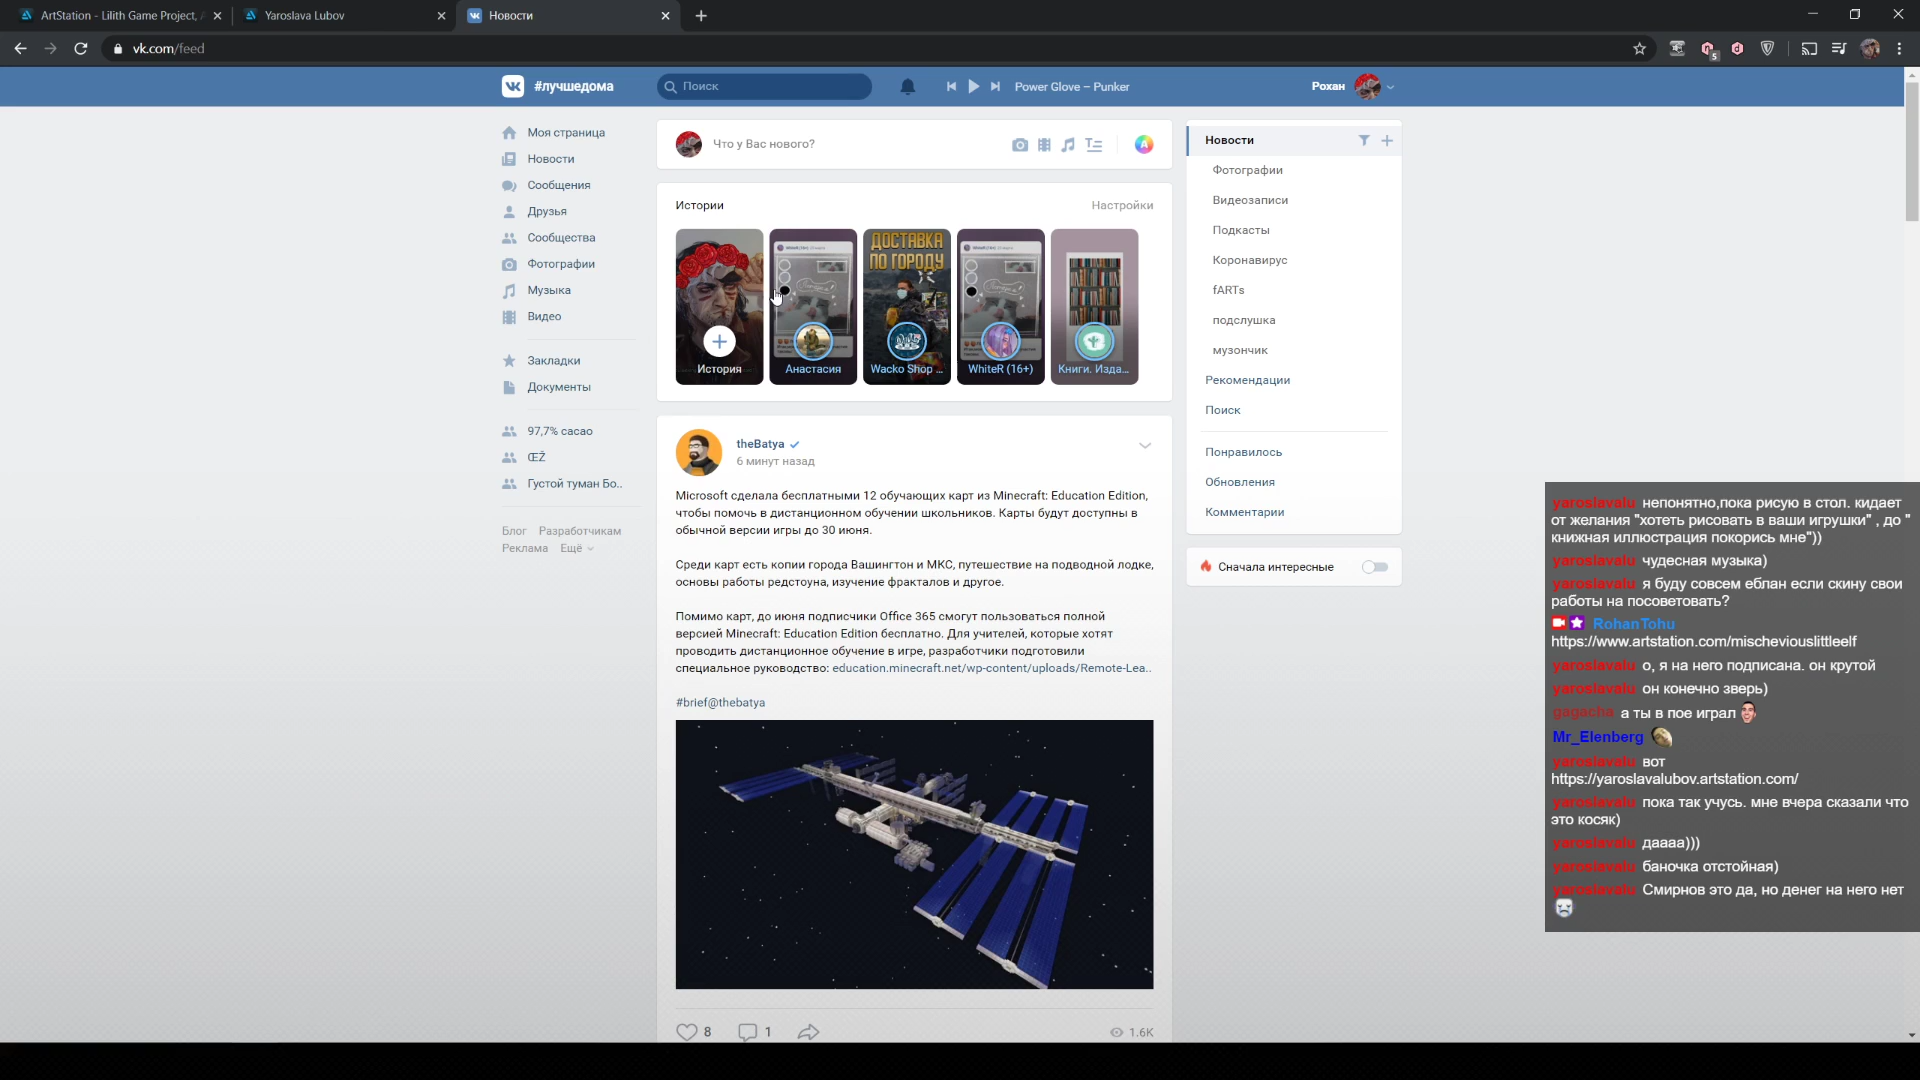 ArtStation - Lilith Game Project, A
Yaroslava Lubov
Новости
vk.com/feed
5
#лучшедома
Поиск
Power Glove – Punker
Рохан
Моя страница
Новости
Сообщения
Друзья
Сообщества
Фотографии
Музыка
Видео
Закладки
Документы
97,7% cacao
ŒŽ
Густой туман Бо..
Блог Разработчикам
Реклама Ещё
Что у Вас нового?
Истории
Настройки
ДОСТАВКА
ПО ГОРОДУ
История
Анастасия
Wacko Shop ...
WhiteR (16+)
Книги. Изда...
theBatya
6 минут назад
Microsoft сделала бесплатными 12 обучающих карт из Minecraft: Education Edition,
чтобы помочь в дистанционном обучении школьников. Карты будут доступны в
обычной версии игры до 30 июня.
Среди карт есть копии города Вашингтон и МКС, путешествие на подводной лодке,
основы работы редстоуна, изучение фракталов и другое.
Помимо карт, до июня подписчики Office 365 смогут пользоваться полной
версией Minecraft: Education Edition бесплатно. Для учителей, которые хотят
проводить дистанционное обучение в игре, разработчики подготовили
специальное руководство: education.minecraft.net/wp-content/uploads/Remote-Lea..
#brief@thebatya
8
1
1.6K
Новости
Фотографии
Видеозаписи
Подкасты
Коронавирус
fARTs
подслушка
музончик
Рекомендации
Поиск
Понравилось
Обновления
Комментарии
Сначала интересные
yaroslavalu непонятно,пока рисую в стол. кидает
от желания "хотеть рисовать в ваши игрушки" , до "
книжная иллюстрация покорись мне"))
yaroslavalu чудесная музыка)
yaroslavalu я буду совсем еблан если скину свои
работы на посоветовать?
RohanTohu
https://www.artstation.com/mischeviouslittleelf
yaroslavalu о, я на него подписана. он крутой
yaroslavalu он конечно зверь)
gagacha а ты в пое играл
Mr_Elenberg
yaroslavalu вот
https://yaroslavalubov.artstation.com/
yaroslavalu пока так учусь. мне вчера сказали что
это косяк)
yaroslavalu даааа)))
yaroslavalu баночка отстойная)
yaroslavalu Смирнов это да, но денег на него нет